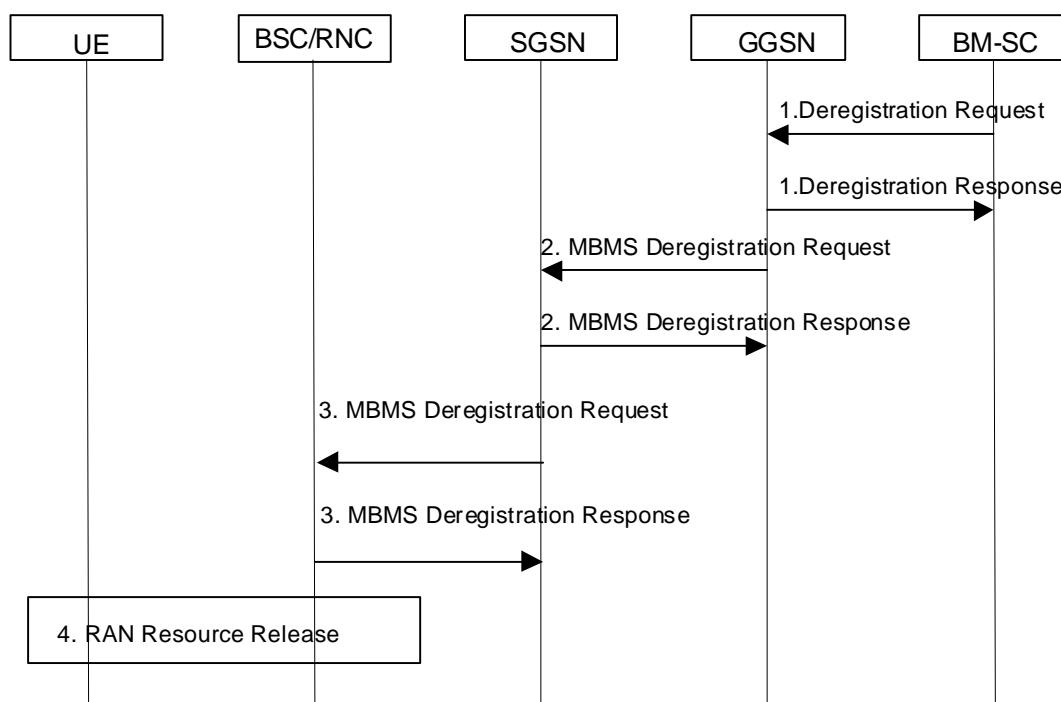 UE
BSC/RNC
SGSN
GGSN
BM-SC
1.Deregistration Request
1.Deregistration Response
2. MBMS Deregistration Request
2. MBMS Deregistration Response
3. MBMS Deregistration Request
3. MBMS Deregistration Response
4. RAN Resource Release